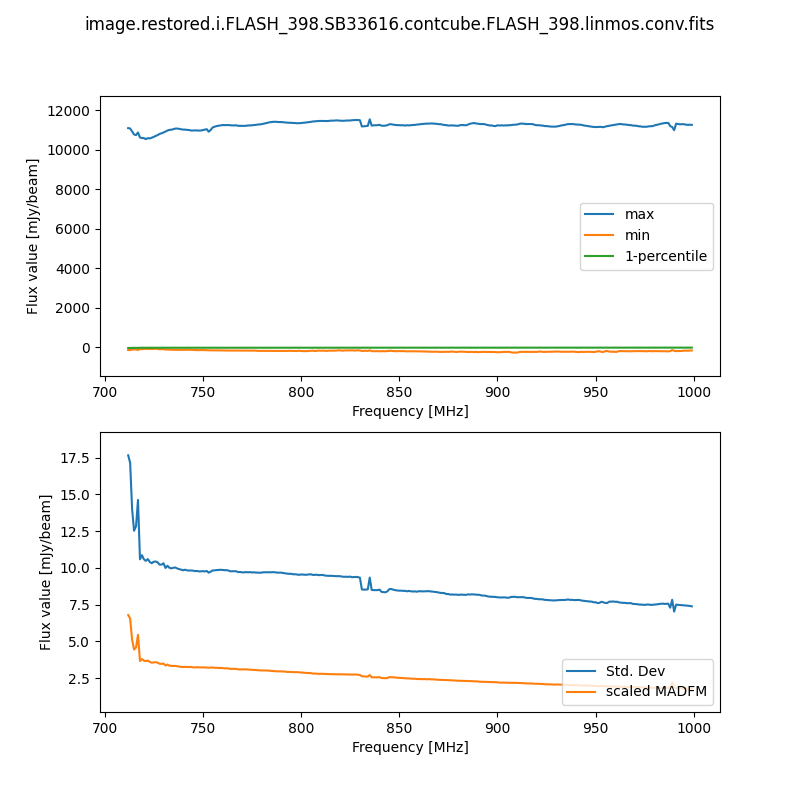 image.restored.i.FLASH_398.SB33616.contcube.FLASH_398.linmos.conv.fits
12000
10000
8000
6000
4000
2000
0
Flux value [mJy/beam]
max
min
1-percentile
700 750 800 850 900 950 1000
Frequency [MHz]
17.5
15.0
12.5
10.0
7.5
5.0
2.5
Flux value [mJy/beam]
Std. Dev
scaled MADFM
700 750 800 850 900 950 1000
Frequency [MHz]